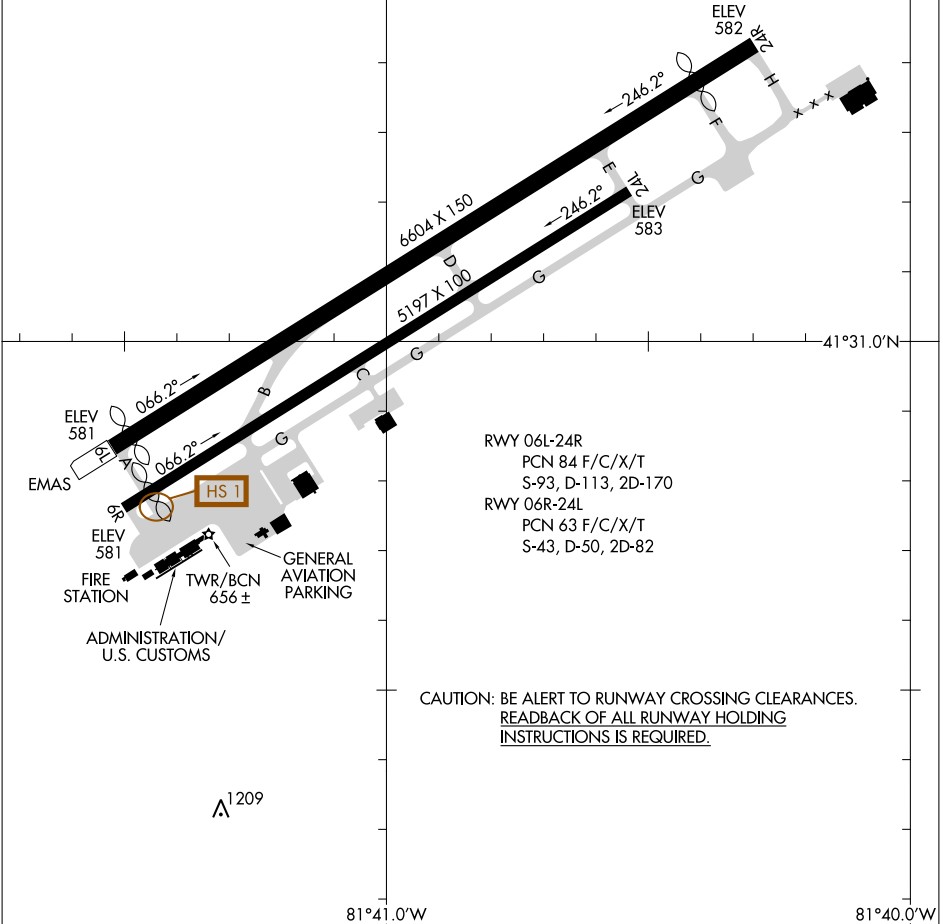 ELEV
582
24R
246.2°
H
F
E
24L
G
246.2°
ELEV
583
6604 X 150
D
G
5197 X 100
41°31.0'N
G
C
066.2°
B
ELEV
581
6L
A
066.2°
G
EMAS
HS 1
6R
ELEV
581
RWY 06L-24R
PCN 84 F/C/X/T
S-93, D-113, 2D-170
RWY 06R-24L
PCN 63 F/C/X/T
S-43, D-50, 2D-82
FIRE
STATION
TWR/BCN
656 ±
GENERAL
AVIATION
PARKING
ADMINISTRATION/
U.S. CUSTOMS
CAUTION: BE ALERT TO RUNWAY CROSSING CLEARANCES.
READBACK OF ALL RUNWAY HOLDING
INSTRUCTIONS IS REQUIRED.
1209
81°41.0'W
81°40.0'W